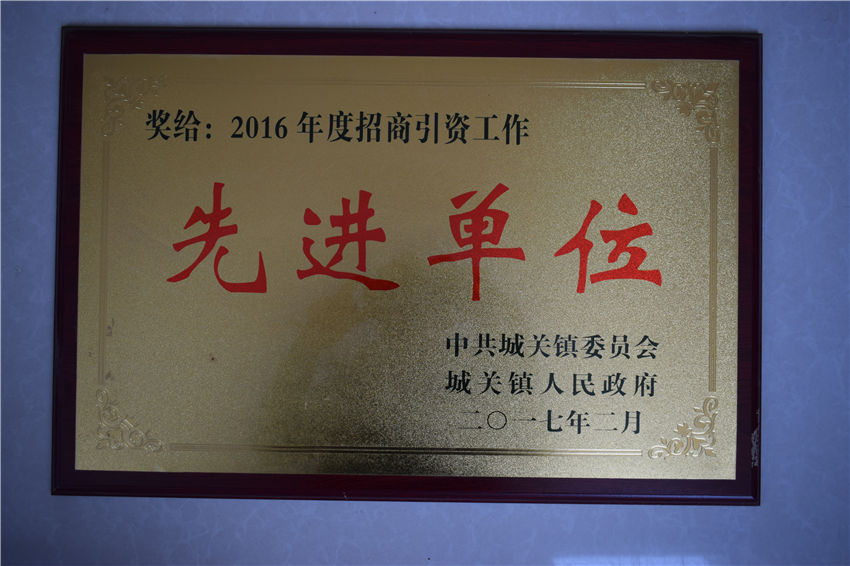 奖给：2016年度招商引资工作
先进单位
中共城关镇委员会
城关镇人民政府
二〇一七年二月